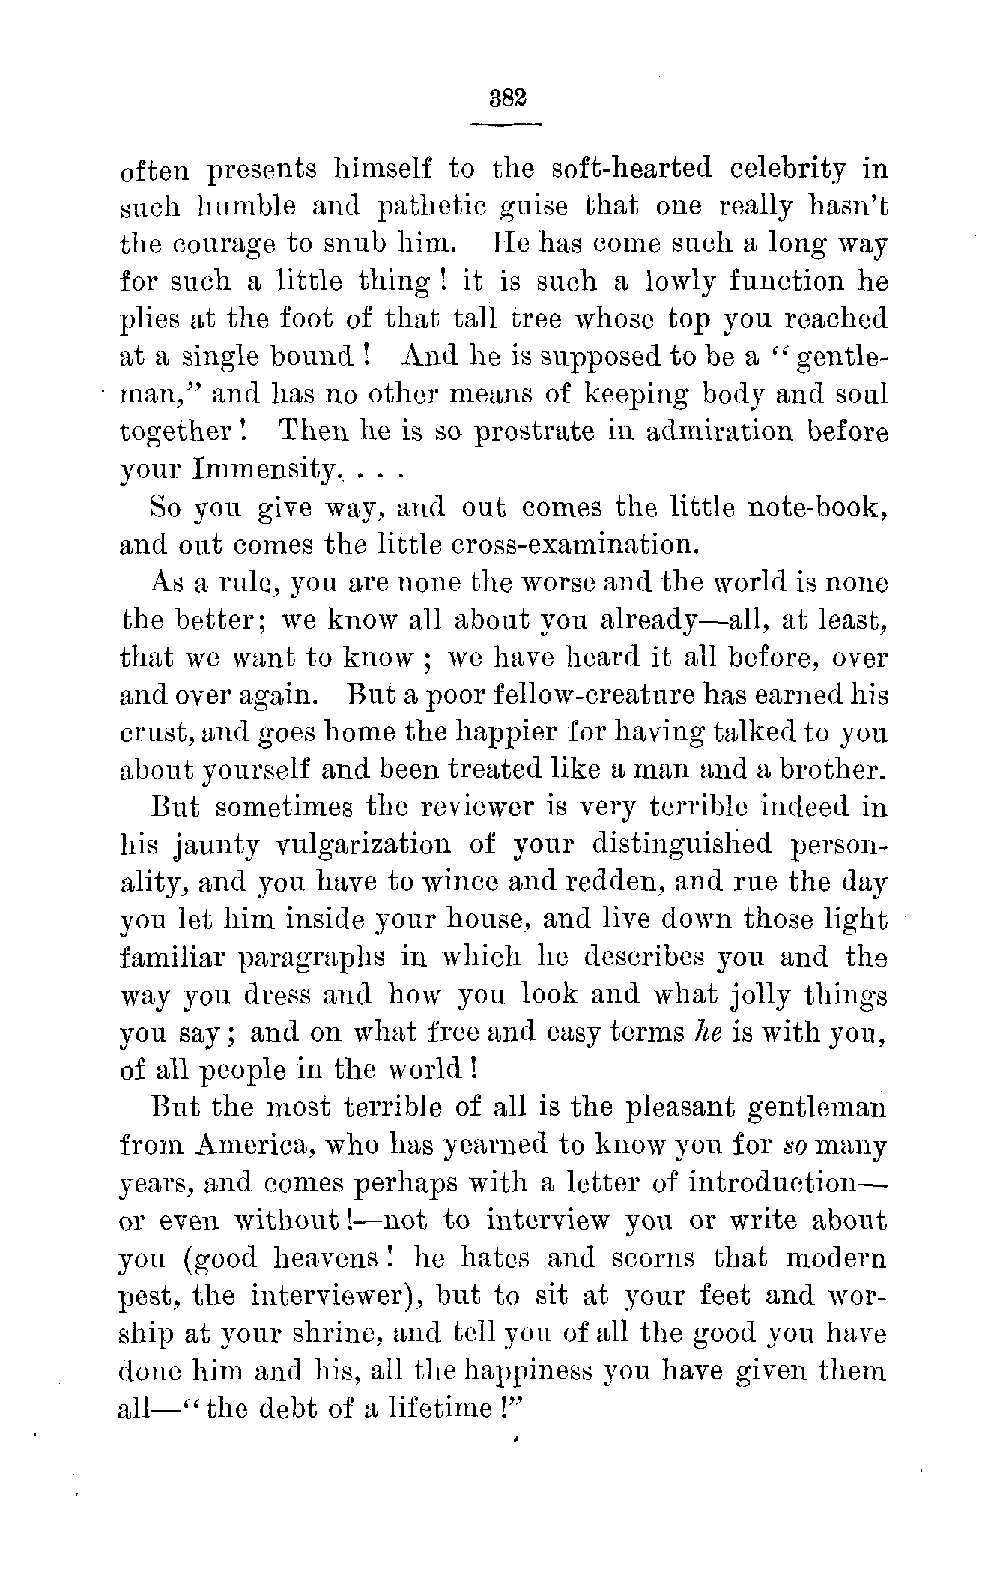 382
often presents himself to the soft-hearted celebrity in
such humble and pathetic guise that one really hasn't
the courage to snub him. He has come such a long way
for such a little thing! it is such a lowly function he
plies at the foot of that tall tree whose top you reached
at a single bound! And he is supposed to be a "gentle-
man," and has no other means of keeping body and soul
together! Then he is so prostrate in admiration before
your Immensity. . . .
So you give way, and out comes the little note-book,
and out comes the little cross-examination.
As a rule, you are none the worse and the world is none
the better; we know all about you already—all, at least,
that we want to know; we have heard it all before, over
and over again. But a poor fellow-creature has earned his
crust, and goes home the happier for having talked to you
about yourself and been treated like a man and a brother.
But sometimes the reviewer is very terrible indeed in
his jaunty vulgarization of your distinguished person-
ality, and you have to wince and redden, and rue the day
you let him inside your house, and live down those light
familiar paragraphs in which he describes you and the
way you dress and how you look and what jolly things
you say; and on what free and easy terms he is with you,
of all people in the world!
But the most terrible of all is the pleasant gentleman
from America, who has yearned to know you for so many
years, and comes perhaps with a letter of introduction—
or even without!—not to interview you or write about
you (good heavens! he hates and scorns that modern
pest, the interviewer), but to sit at your feet and wor-
ship at your shrine, and tell you of all the good you have
done him and his, all the happiness you have given them
all—"the debt of a lifetime!"